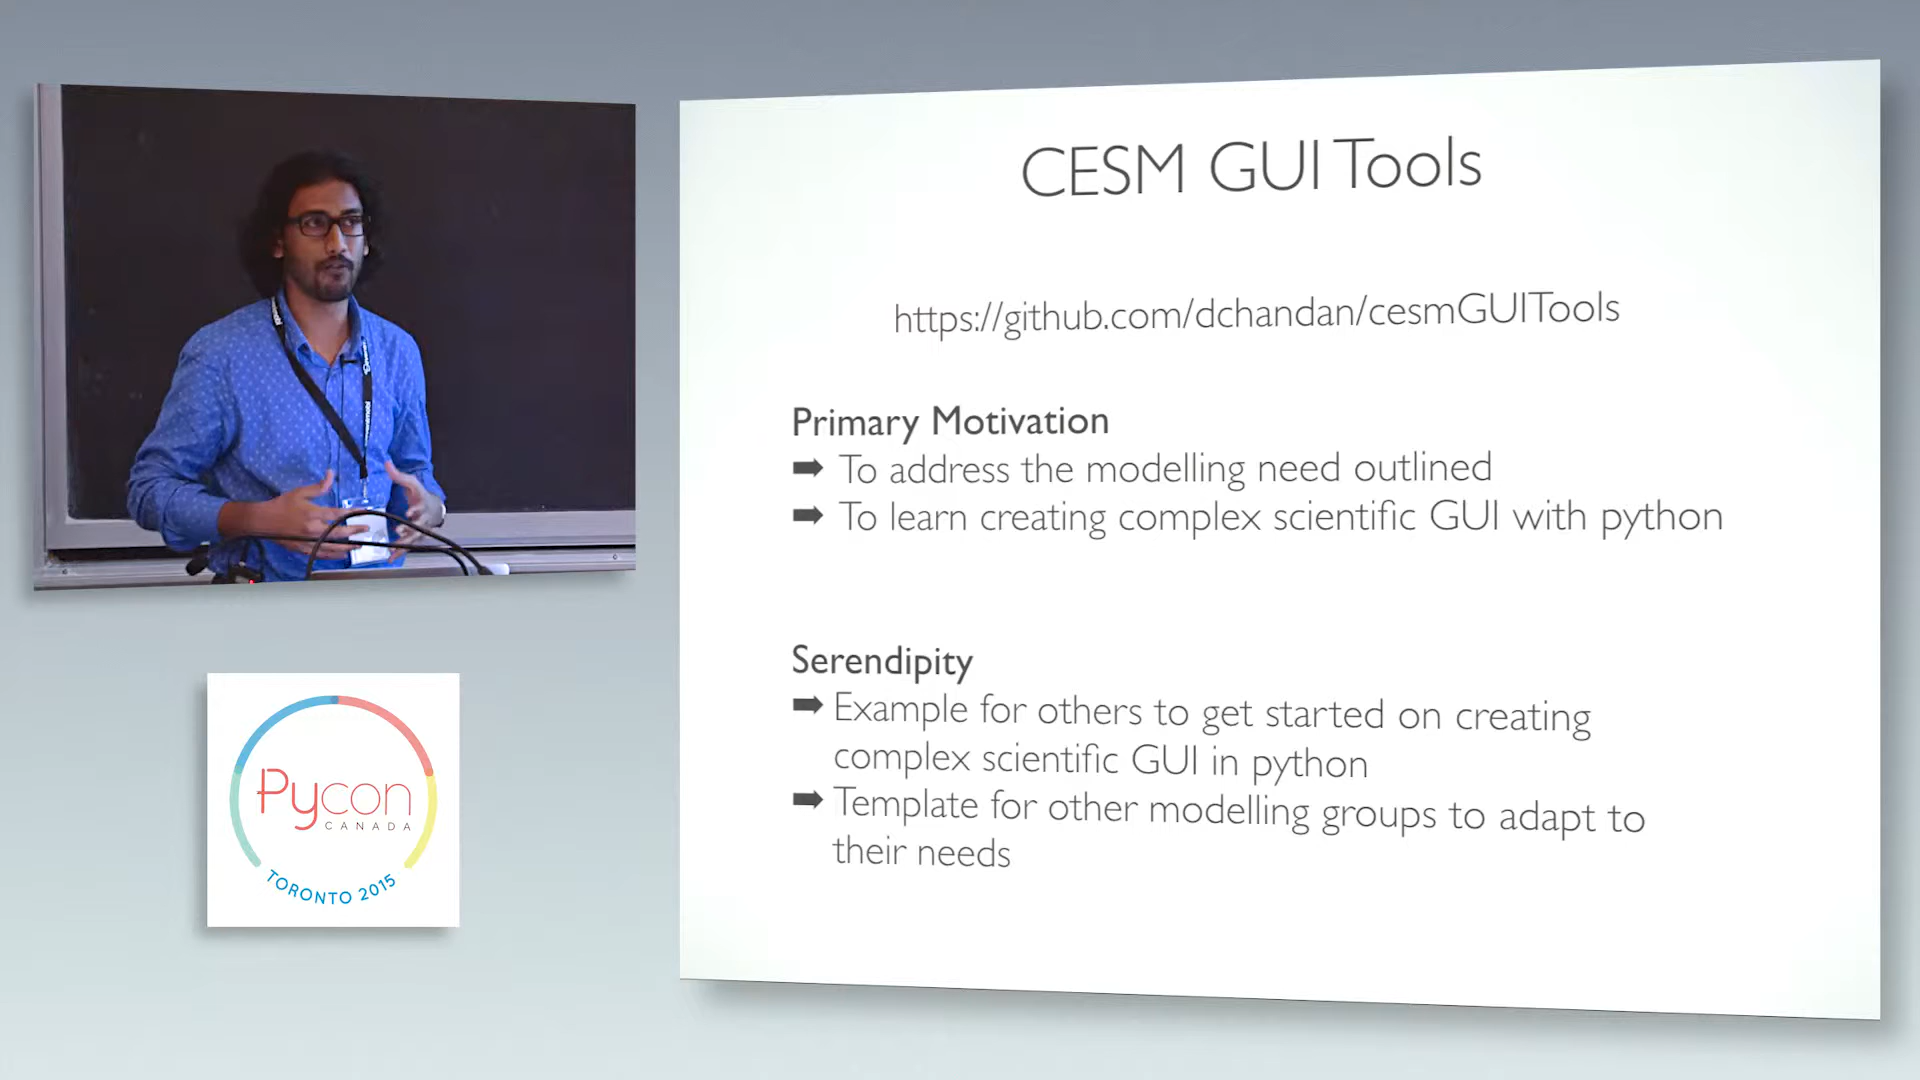 CESM GUI Tools
https://github.com/dchandan/cesmGUITools
Primary Motivation
➡ To address the modelling need outlined
➡ To learn creating complex scientific GUI with python
Serendipity
➡ Example for others to get started on creating
complex scientific GUI in python
➡ Template for other modelling groups to adapt to
their needs
Pycon
CANADA
TORONTO 2015